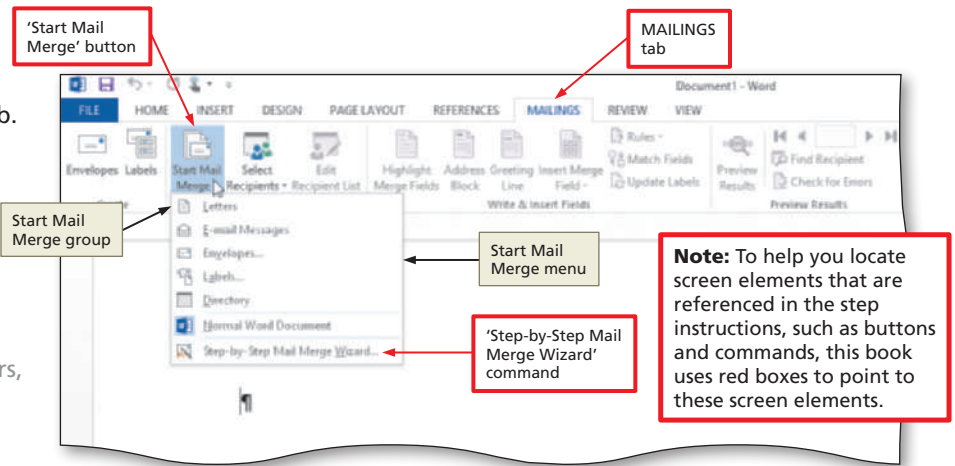 'Start Mail
Merge' button
MAILINGS
tab
b.
Document1 - Word
FILE HOME INSERT DESIGN PAGE LAYOUT REFERENCES MAILINGS REVIEW VIEW
Envelopes Labels
Start Mail
Merge
Select
Recipients
Edit
Recipient List
Highlight
Merge Fields
Address
Block
Greeting
Line
Insert Merge
Field
Rules
Match Fields
Update Labels
Preview
Results
Find Recipient
Check for Errors
Write & Insert Fields
Preview Results
Start Mail
Merge group
Letters
E-mail Messages
Envelopes...
Labels...
Directory
Normal Word Document
Step-by-Step Mail Merge Wizard...
Start Mail
Merge menu
'Step-by-Step Mail
Merge Wizard'
command
Note: To help you locate
screen elements that are
referenced in the step
instructions, such as buttons
and commands, this book
uses red boxes to point to
these screen elements.
rs,
¶